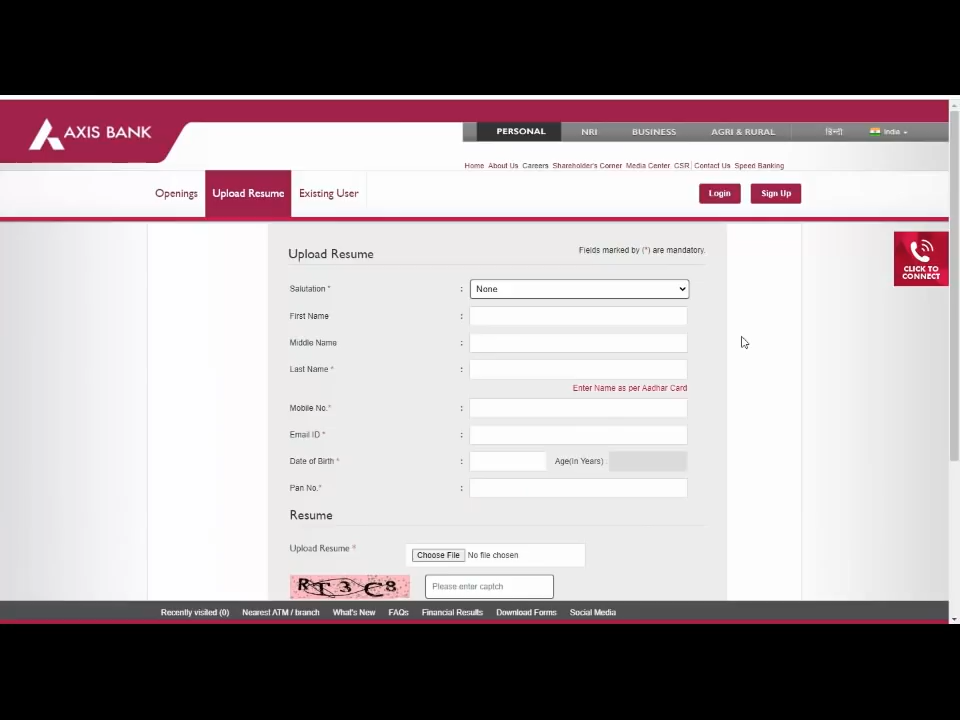 AXIS BANK
PERSONAL NRI BUSINESS AGRI & RURAL हिन्दी India
Home About Us Careers Shareholder's Corner Media Center CSR Contact Us Speed Banking
Openings Upload Resume Existing User Login Sign Up
Upload Resume Fields marked by (*) are mandatory.
Salutation * : None
First Name :
Middle Name :
Last Name * :
Enter Name as per Aadhar Card
Mobile No.* :
Email ID * :
Date of Birth * : Age(In Years)
Pan No.* :
Resume
Upload Resume * Choose File No file chosen
RT3C8 Please enter captch
CLICK TO
CONNECT
Recently visited (0) Nearest ATM / branch What's New FAQs Financial Results Download Forms Social Media